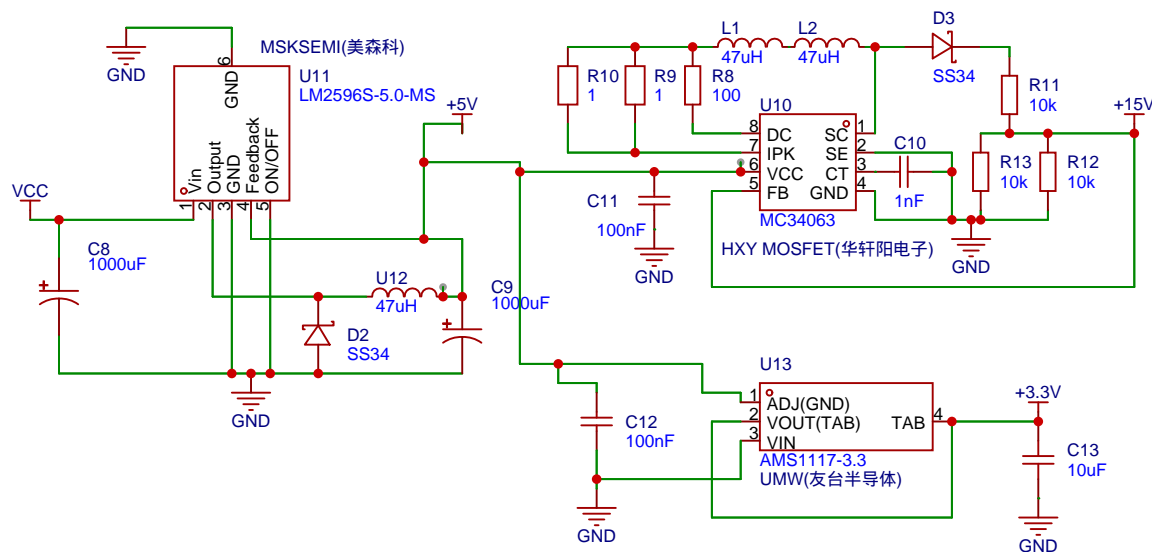 GND
MSKSEMI(美森科)
6
GND
U11
LM2596S-5.0-MS
Vin
Output
GND
Feedback
ON/OFF
1
2
3
4
5
VCC
C8
1000uF
+5V
U12
47uH
D2
SS34
C9
1000uF
GND
L1
47uH
L2
47uH
D3
SS34
R10
1
R9
1
R8
100
R11
10k
+15V
U10
8 DC SC 1
7 IPK SE 2
6 VCC CT 3
5 FB GND 4
MC34063
C10
1nF
R13
10k
R12
10k
C11
100nF
GND
HXY MOSFET(华轩阳电子)
GND
U13
1 ADJ(GND)
2 VOUT(TAB) TAB 4
3 VIN
AMS1117-3.3
UMW(友台半导体)
C12
100nF
GND
+3.3V
C13
10uF
GND